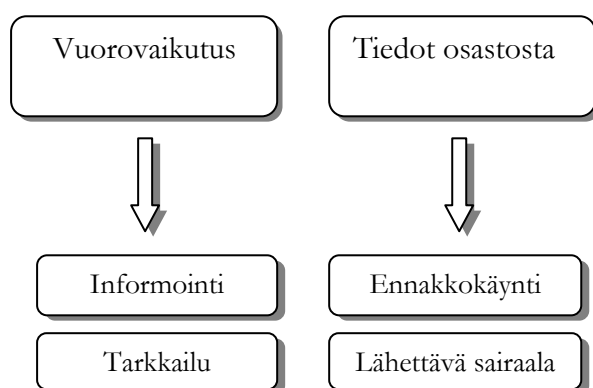 Vuorovaikutus
Tiedot osastosta
Informointi
Ennakkokäynti
Tarkkailu
Lähettävä sairaala